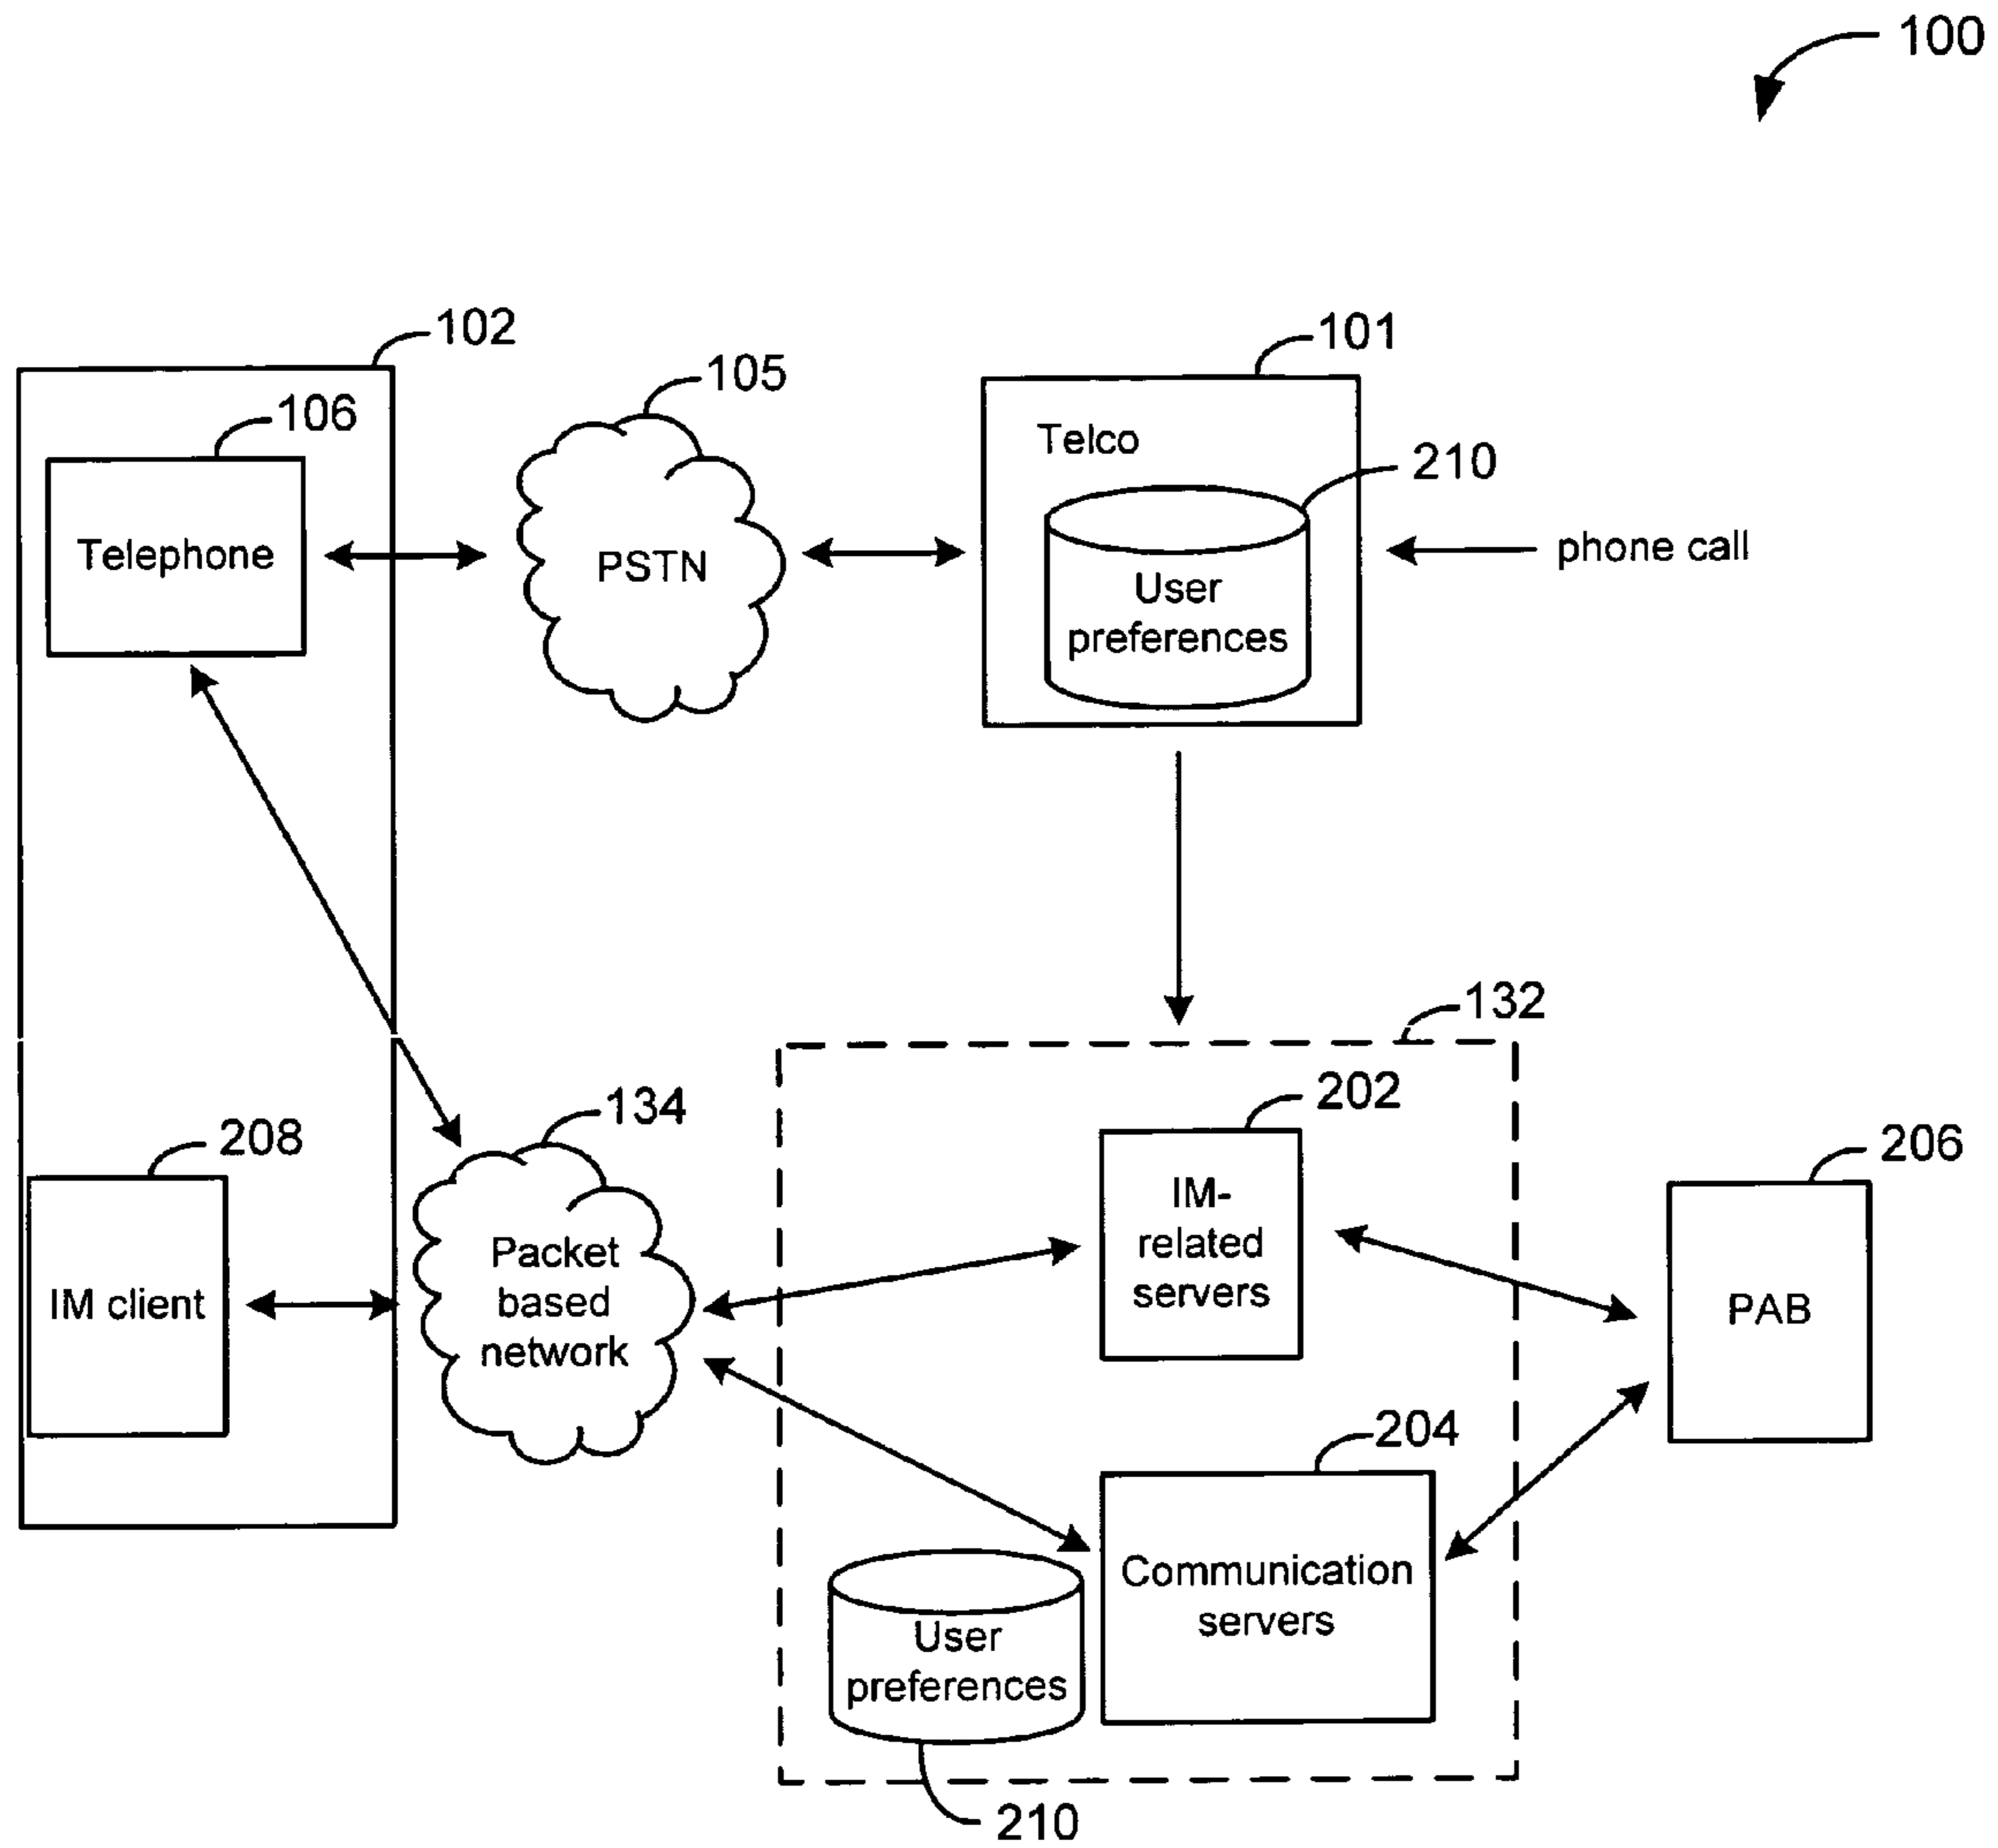 100
102
101
105
106
Telco
210
Telephone
PSTN
phone call
User
preferences
132
202
134
208
206
IM-
related
servers
Packet
based
network
IM client
PAB
204
Communication
servers
User
preferences
210